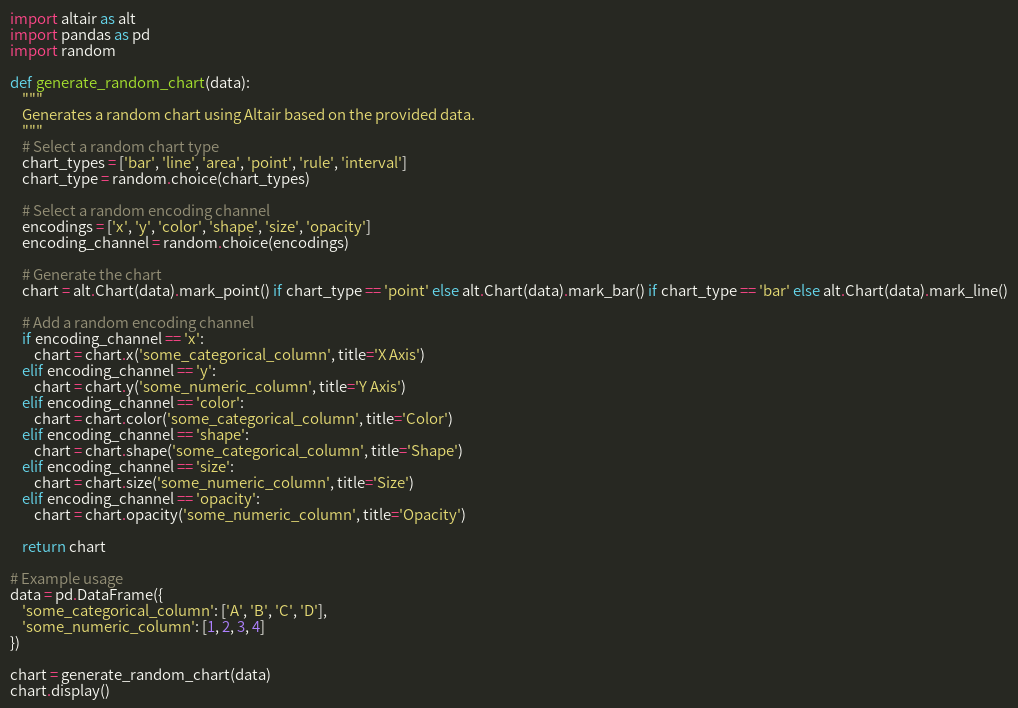 import altair as alt
import pandas as pd
import random

def generate_random_chart(data):
    """
    Generates a random chart using Altair based on the provided data.
    """
    # Select a random chart type
    chart_types = ['bar', 'line', 'area', 'point', 'rule', 'interval']
    chart_type = random.choice(chart_types)

    # Select a random encoding channel
    encodings = ['x', 'y', 'color', 'shape', 'size', 'opacity']
    encoding_channel = random.choice(encodings)

    # Generate the chart
    chart = alt.Chart(data).mark_point() if chart_type == 'point' else alt.Chart(data).mark_bar() if chart_type == 'bar' else alt.Chart(data).mark_line()

    # Add a random encoding channel
    if encoding_channel == 'x':
        chart = chart.x('some_categorical_column', title='X Axis')
    elif encoding_channel == 'y':
        chart = chart.y('some_numeric_column', title='Y Axis')
    elif encoding_channel == 'color':
        chart = chart.color('some_categorical_column', title='Color')
    elif encoding_channel == 'shape':
        chart = chart.shape('some_categorical_column', title='Shape')
    elif encoding_channel == 'size':
        chart = chart.size('some_numeric_column', title='Size')
    elif encoding_channel == 'opacity':
        chart = chart.opacity('some_numeric_column', title='Opacity')

    return chart

# Example usage
data = pd.DataFrame({
    'some_categorical_column': ['A', 'B', 'C', 'D'],
    'some_numeric_column': [1, 2, 3, 4]
})

chart = generate_random_chart(data)
chart.display()